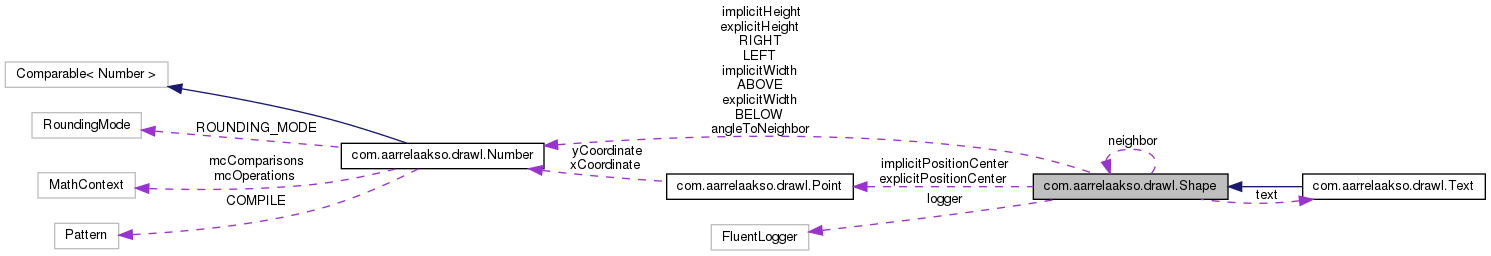 implicitHeight
explicitHeight
RIGHT
LEFT
implicitWidth
ABOVE
explicitWidth
BELOW
angleToNeighbor
Comparable< Number >
RoundingMode
ROUNDING_MODE
MathContext
mcComparisons
mcOperations
Pattern
COMPILE
com.aarrelaakso.drawl.Number
yCoordinate
xCoordinate
com.aarrelaakso.drawl.Point
implicitPositionCenter
explicitPositionCenter
logger
FluentLogger
neighbor
com.aarrelaakso.drawl.Shape
text
com.aarrelaakso.drawl.Text